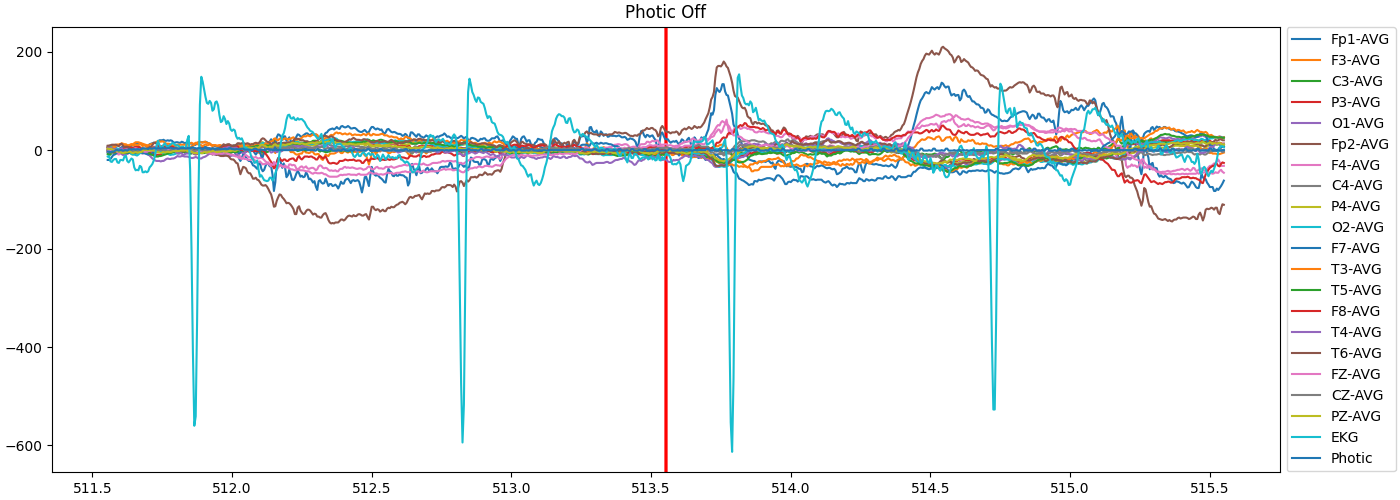 Photic Off
200
0
−200
−400
−600
511.5 512.0 512.5 513.0 513.5 514.0 514.5 515.0 515.5
Fp1-AVG
F3-AVG
C3-AVG
P3-AVG
O1-AVG
Fp2-AVG
F4-AVG
C4-AVG
P4-AVG
O2-AVG
F7-AVG
T3-AVG
T5-AVG
F8-AVG
T4-AVG
T6-AVG
FZ-AVG
CZ-AVG
PZ-AVG
EKG
Photic